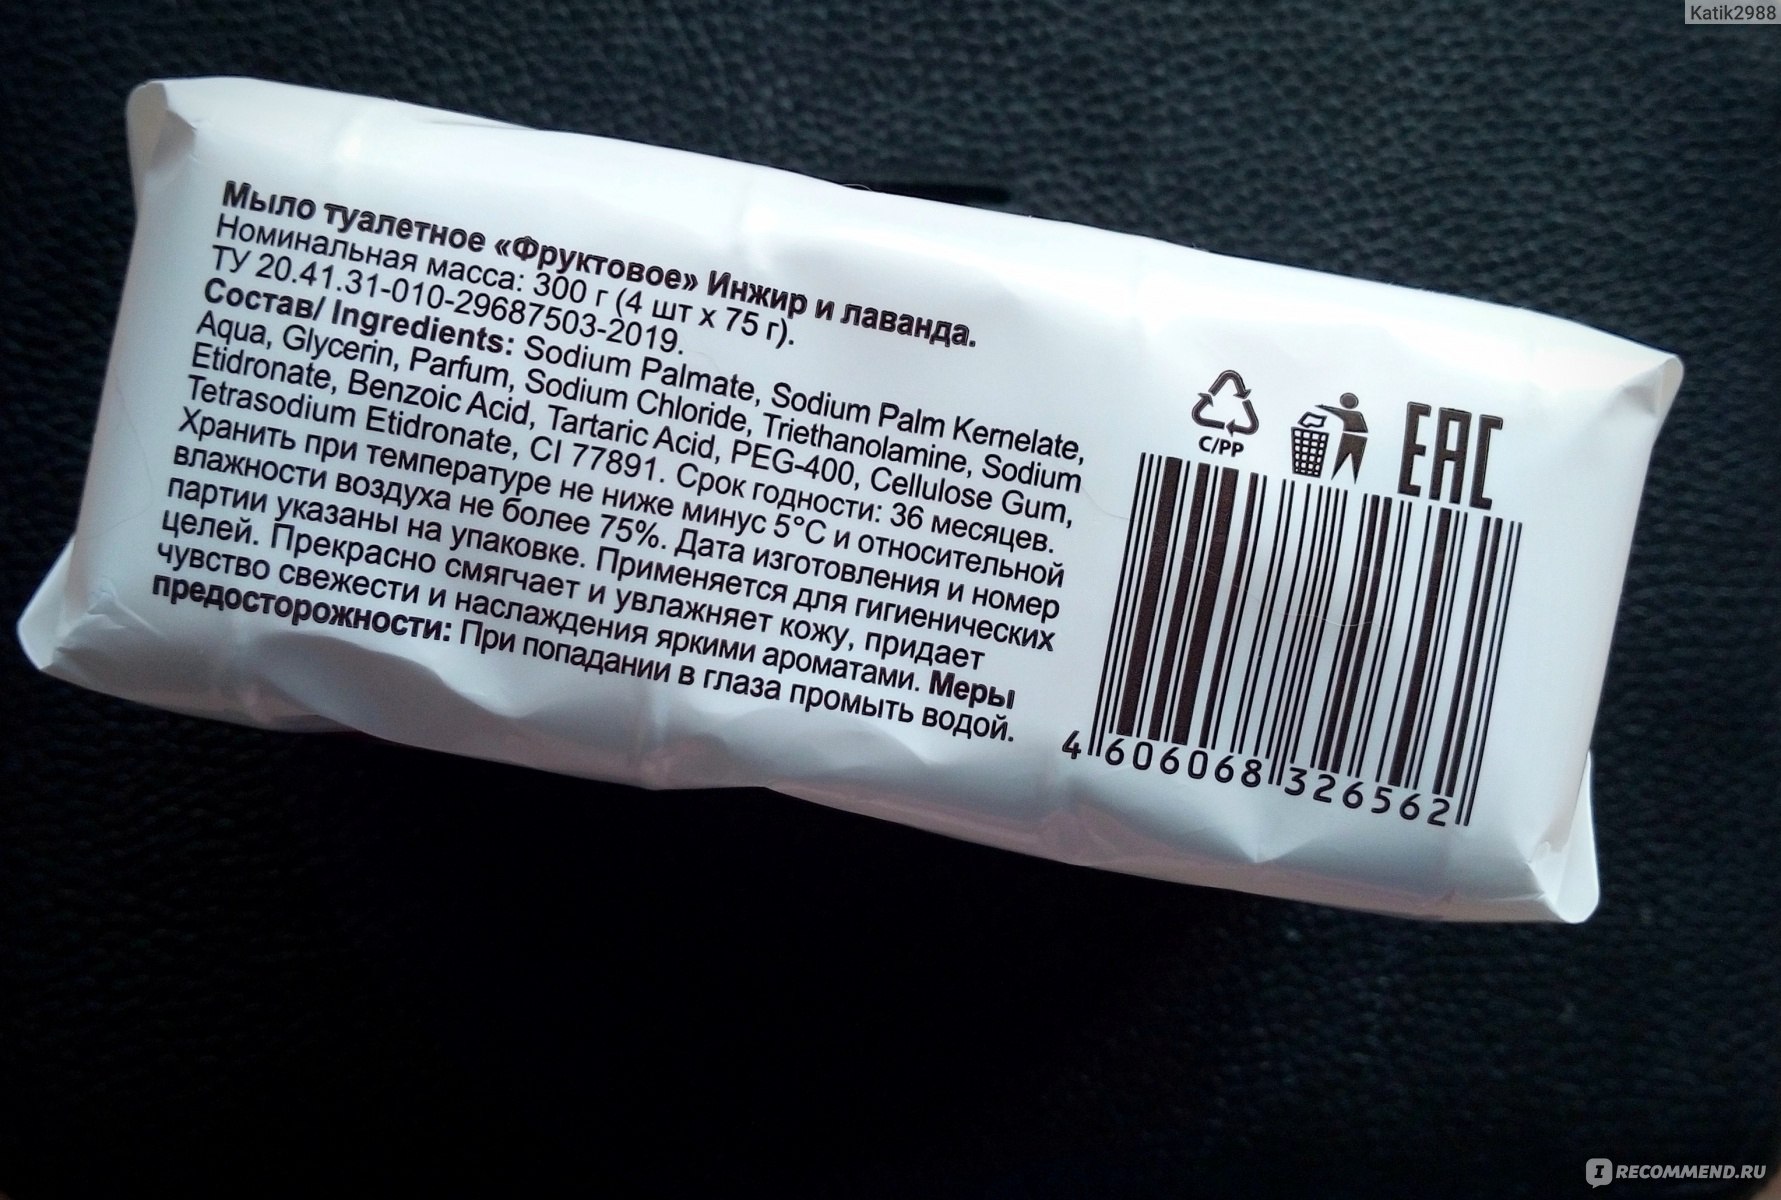 Katik2988
Мыло туалетное «Фруктовое» Инжир и лаванда.
Номинальная масса: 300 г (4 шт х 75 г).
ТУ 20.41.31-010-29687503-2019.
Состав/ Ingredients: Sodium Palmate, Sodium Palm Kernelate,
Aqua, Glycerin, Parfum, Sodium Chloride, Triethanolamine, Sodium
Etidronate, Benzoic Acid, Tartaric Acid, PEG-400, Cellulose Gum,
Tetrasodium Etidronate, CI 77891. Срок годности: 36 месяцев.
Хранить при температуре не ниже минус 5°С и относительной
влажности воздуха не более 75%. Дата изготовления и номер
партии указаны на упаковке. Применяется для гигиенических
целей. Прекрасно смягчает и увлажняет кожу, придает
чувство свежести и наслаждения яркими ароматами. Меры
предосторожности: При попадании в глаза промыть водой.
C/PP
EAC
4 606068 326562
IRECOMMEND.RU